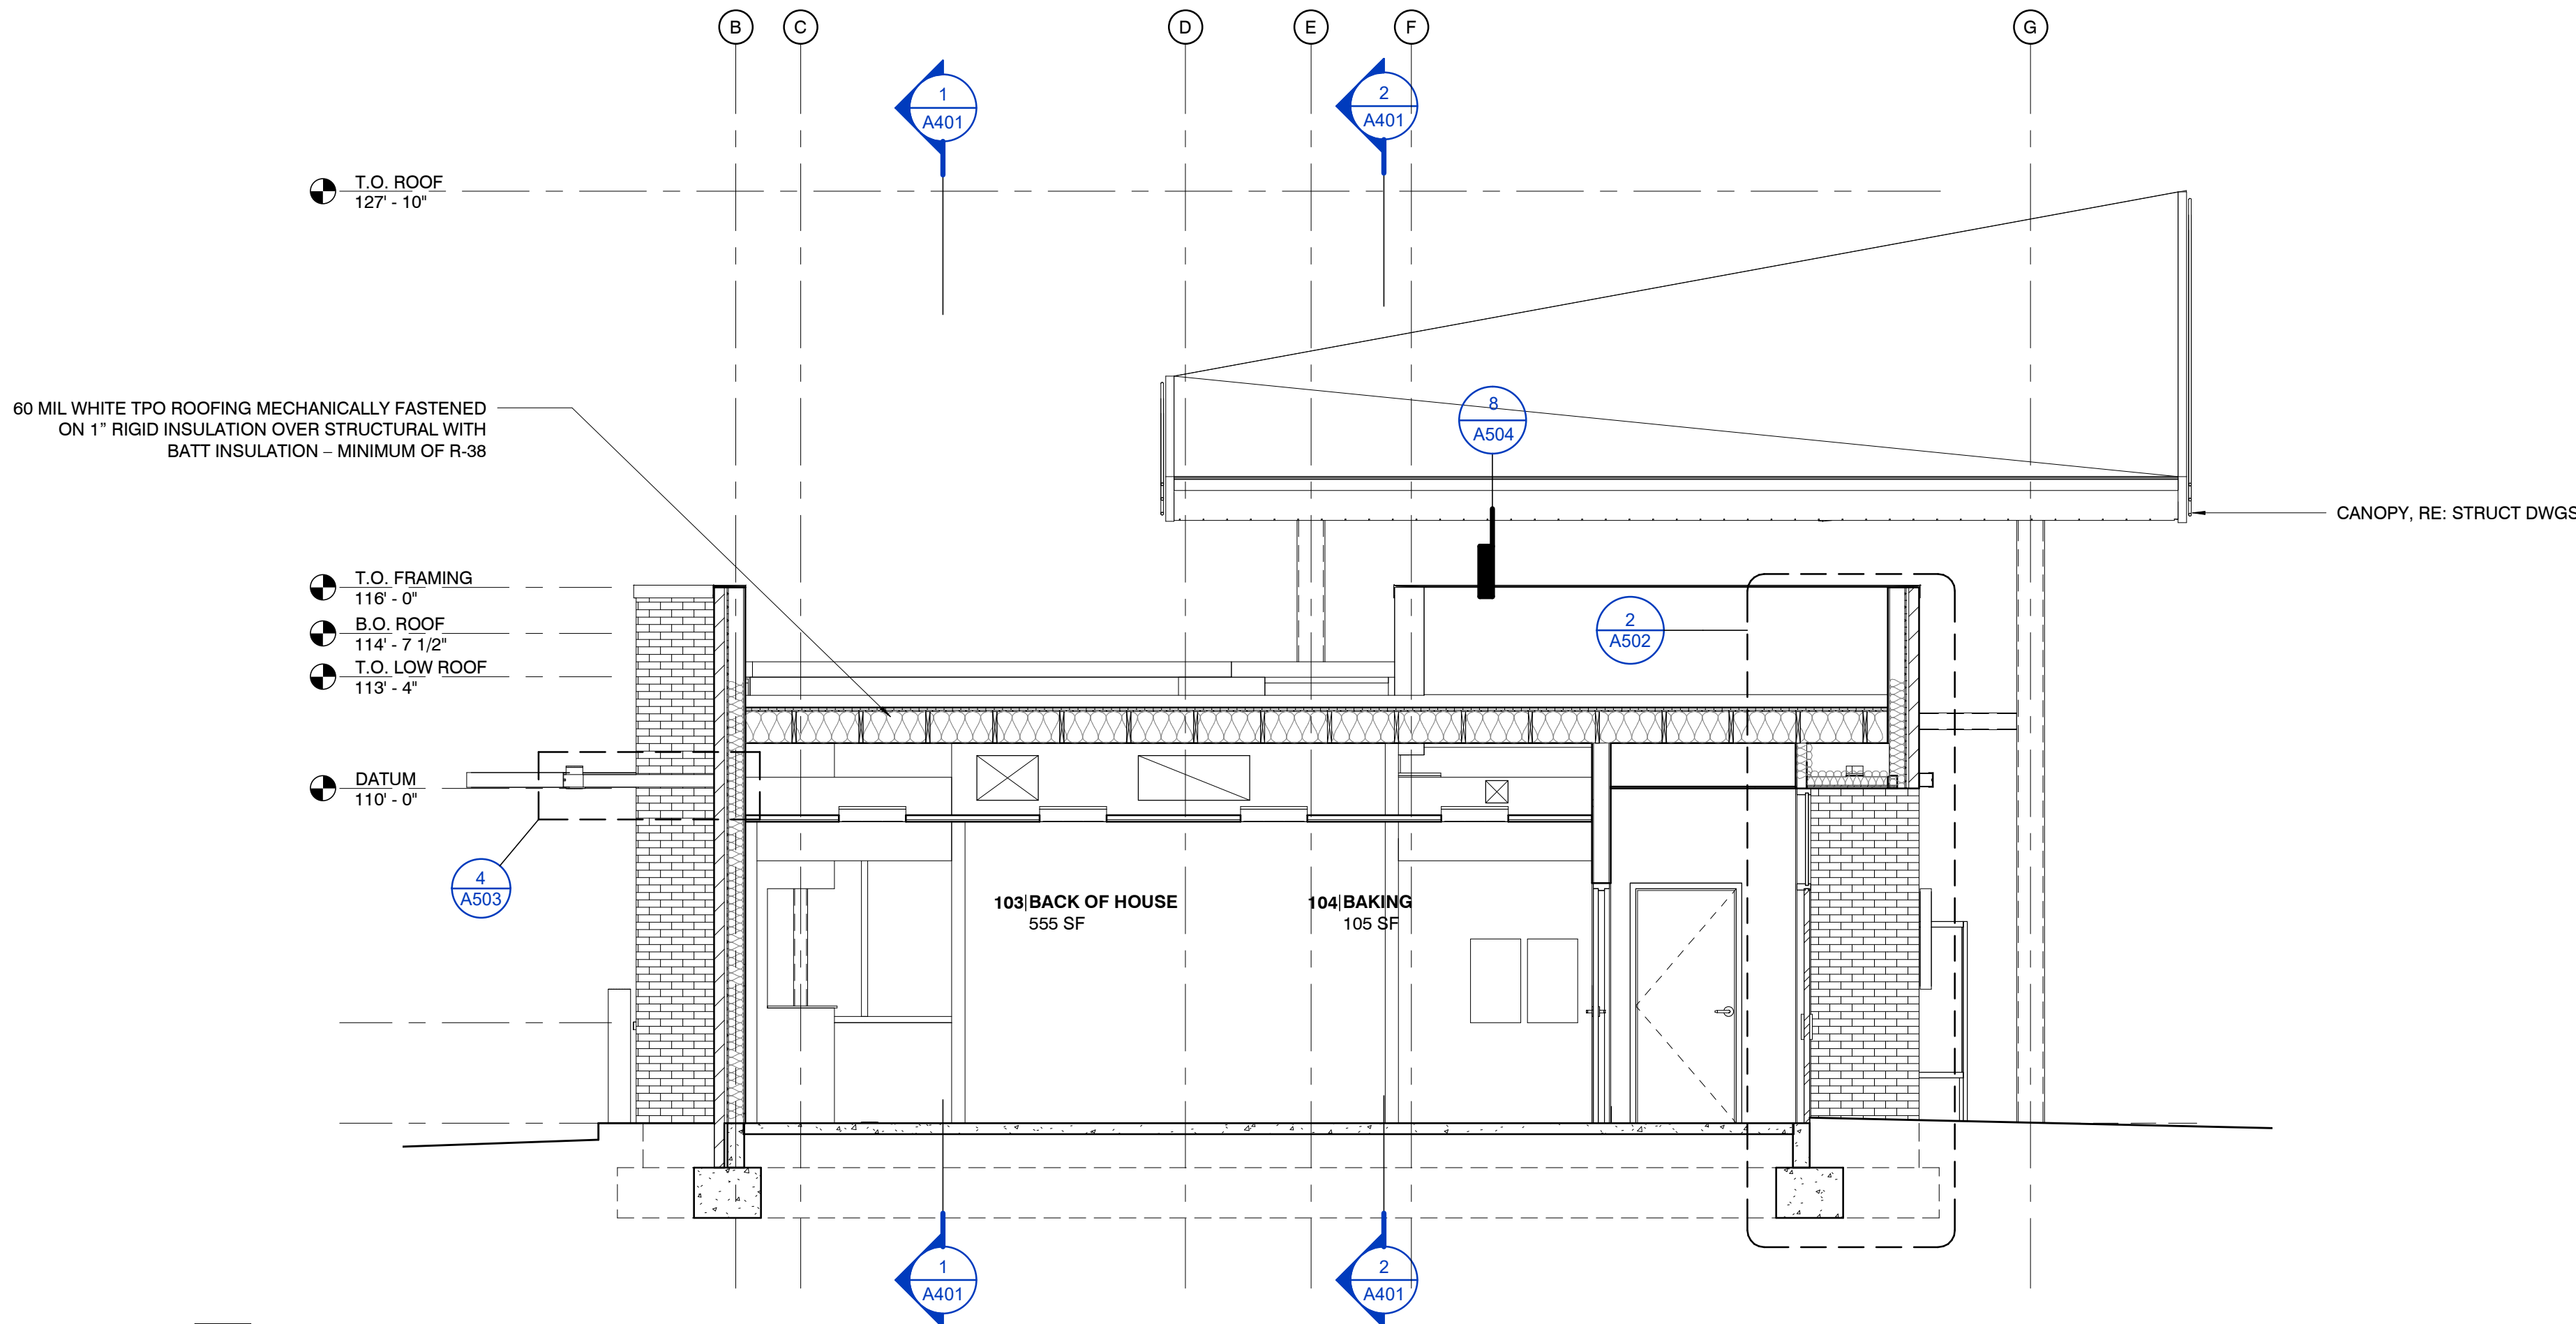 B
C
D
E
F
G
1
A401
2
A401
T.O. ROOF
127' - 10"
8
A504
60 MIL WHITE TPO ROOFING MECHANICALLY FASTENED
ON 1” RIGID INSULATION OVER STRUCTURAL WITH
BATT INSULATION – MINIMUM OF R-38
CANOPY, RE: STRUCT DWGS
T.O. FRAMING
116' - 0"
B.O. ROOF
114' - 7 1/2"
T.O. LOW ROOF
113' - 4"
2
A502
DATUM
110' - 0"
4
A503
103|BACK OF HOUSE
555 SF
104|BAKING
105 SF
1
A401
2
A401